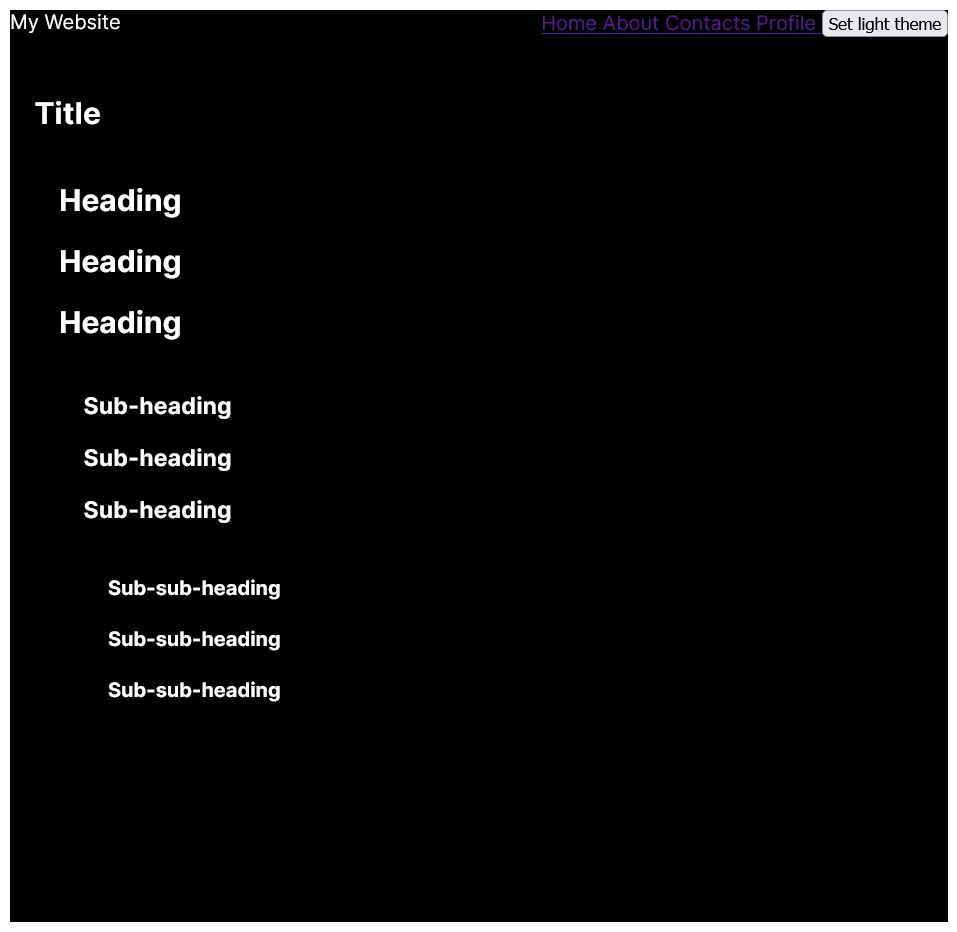 My Website Home About Contacts Profile Set light theme
Title
Heading
Heading
Heading
Sub-heading
Sub-heading
Sub-heading
Sub-sub-heading
Sub-sub-heading
Sub-sub-heading